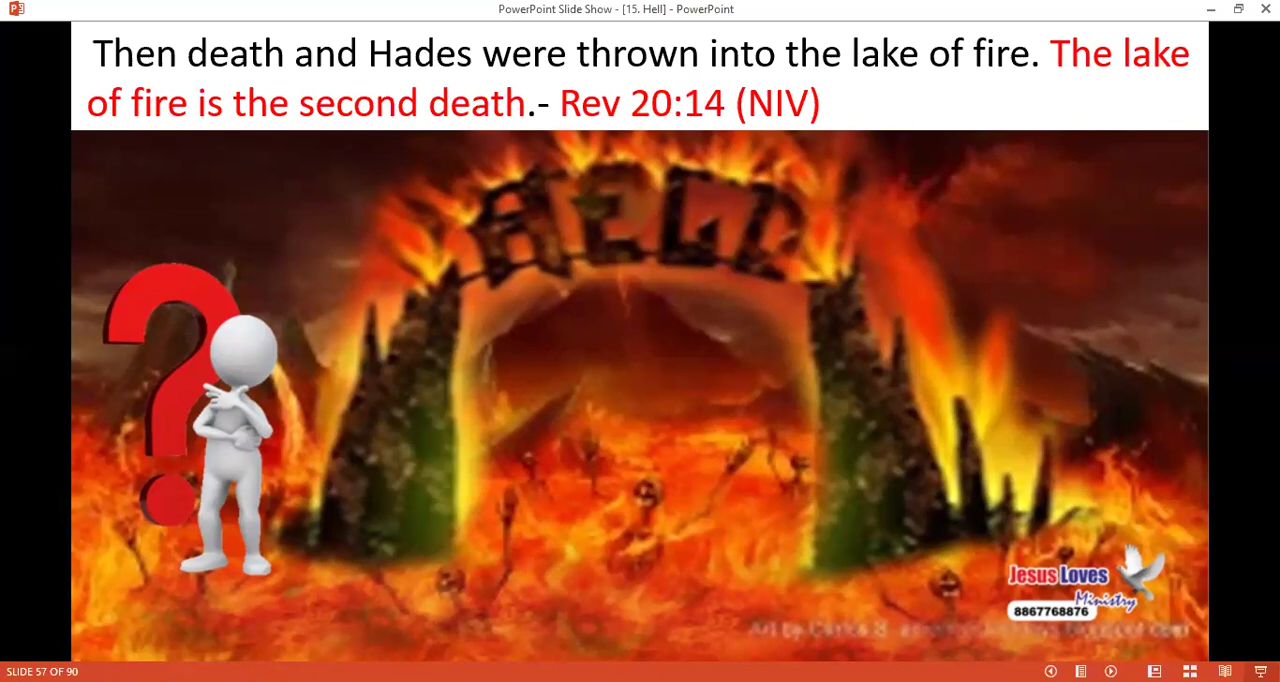 PowerPoint Slide Show - [15. Hell] - PowerPoint
Then death and Hades were thrown into the lake of fire. The lake
of fire is the second death.- Rev 20:14 (NIV)
HELL
Jesus Loves
Ministry
8867768876
Art by
SLIDE 57 OF 90